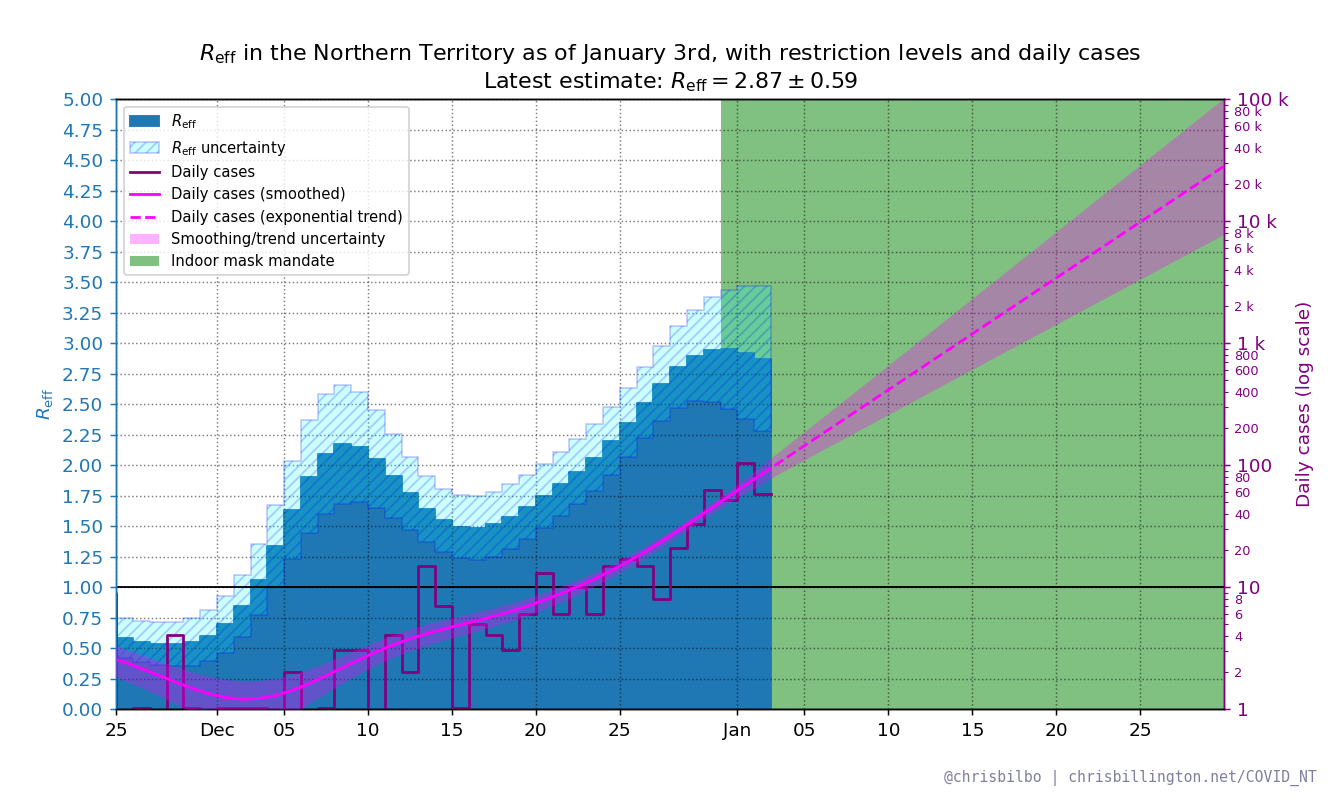 R_eff in the Northern Territory as of January 3rd, with restriction levels and daily cases
Latest estimate: R_eff = 2.87 ± 0.59
R_eff
R_eff uncertainty
Daily cases
Daily cases (smoothed)
Daily cases (exponential trend)
Smoothing/trend uncertainty
Indoor mask mandate
R_eff
5.00
4.75
4.50
4.25
4.00
3.75
3.50
3.25
3.00
2.75
2.50
2.25
2.00
1.75
1.50
1.25
1.00
0.75
0.50
0.25
0.00
25 Dec 05 10 15 20 25 Jan 05 10 15 20 25
100 k
80 k
60 k
40 k
20 k
10 k
8 k
6 k
4 k
2 k
1 k
800
600
400
200
100
80
60
40
20
10
8
6
4
2
1
Daily cases (log scale)
@chrisbilbo | chrisbillington.net/COVID_NT